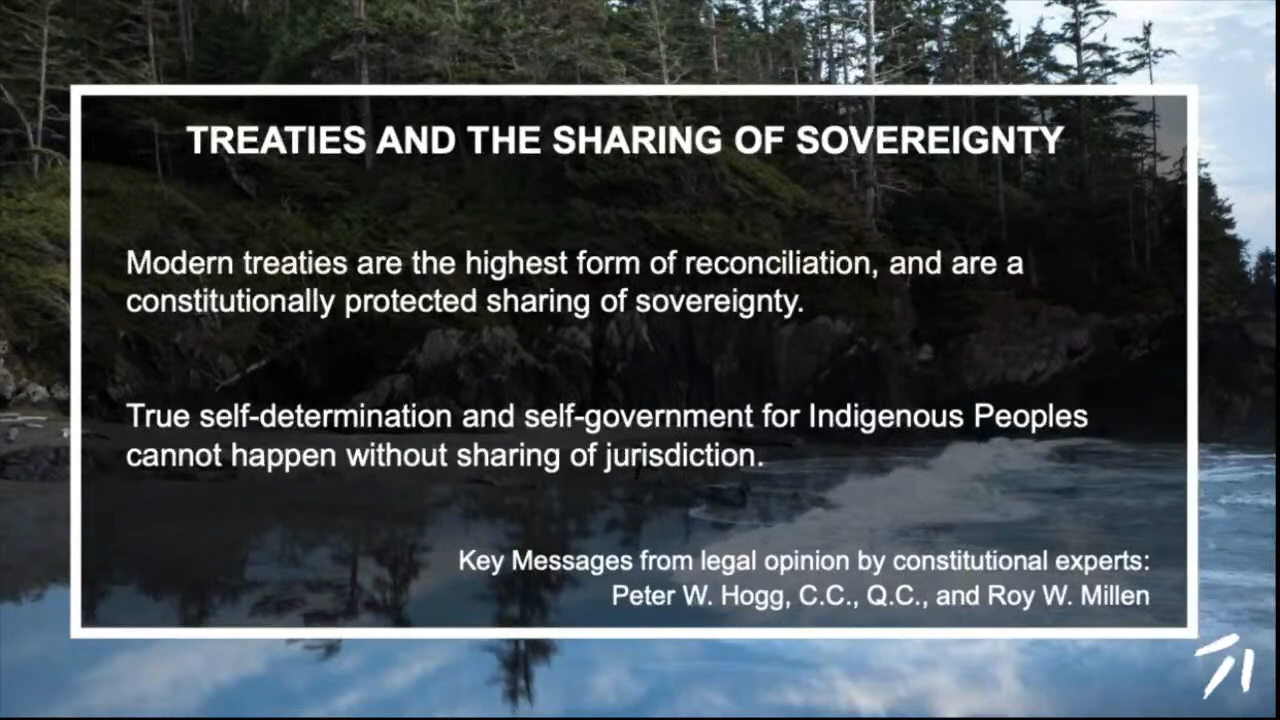 TREATIES AND THE SHARING OF SOVEREIGNTY
Modern treaties are the highest form of reconciliation, and are a
constitutionally protected sharing of sovereignty.
True self-determination and self-government for Indigenous Peoples
cannot happen without sharing of jurisdiction.
Key Messages from legal opinion by constitutional experts:
Peter W. Hogg, C.C., Q.C., and Roy W. Millen